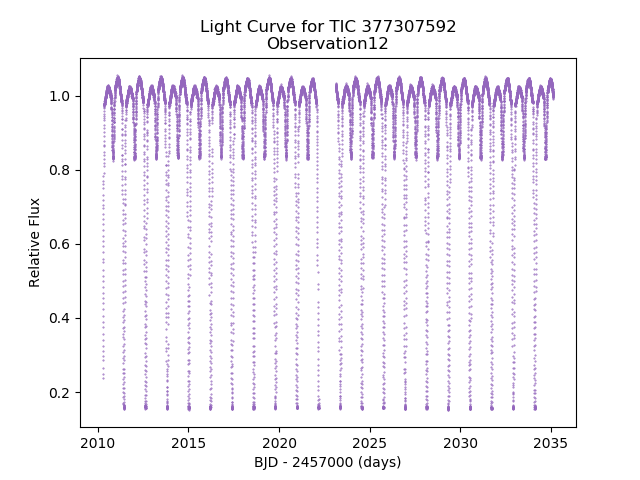 Light Curve for TIC 377307592
Observation12
1.0
0.8
0.6
0.4
0.2
Relative Flux
2010 2015 2020 2025 2030 2035
BJD - 2457000 (days)